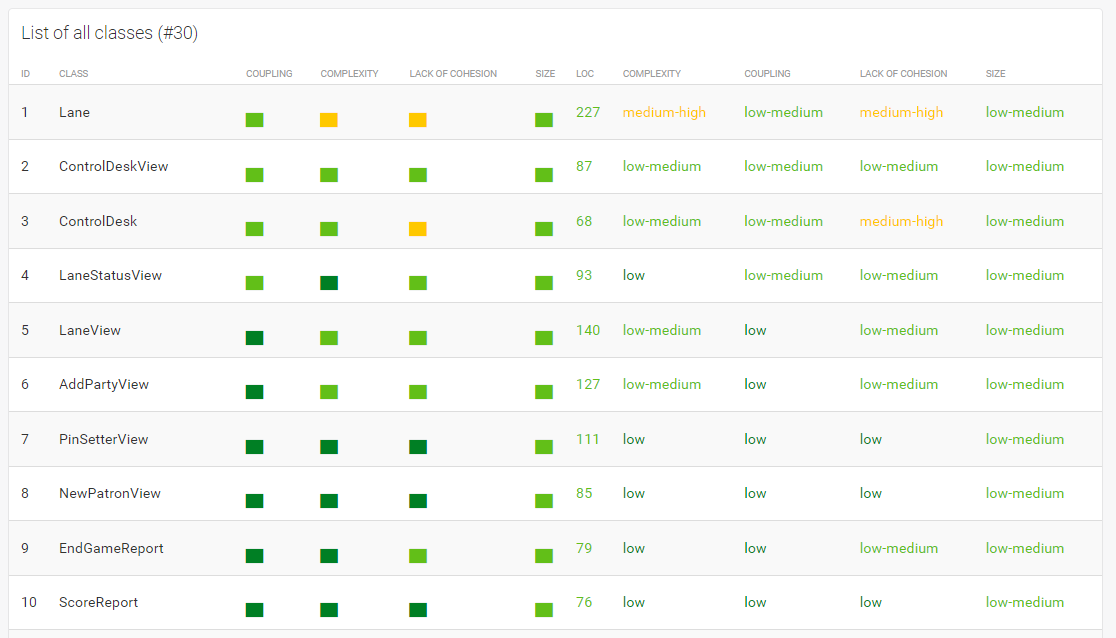 List of all classes (#30)
ID CLASS COUPLING COMPLEXITY LACK OF COHESION SIZE LOC COMPLEXITY COUPLING LACK OF COHESION SIZE
1 Lane 227 medium-high low-medium medium-high low-medium
2 ControlDeskView 87 low-medium low-medium low-medium low-medium
3 ControlDesk 68 low-medium low-medium medium-high low-medium
4 LaneStatusView 93 low low-medium low-medium low-medium
5 LaneView 140 low-medium low low-medium low-medium
6 AddPartyView 127 low-medium low low-medium low-medium
7 PinSetterView 111 low low low low-medium
8 NewPatronView 85 low low low low-medium
9 EndGameReport 79 low low low-medium low-medium
10 ScoreReport 76 low low low low-medium